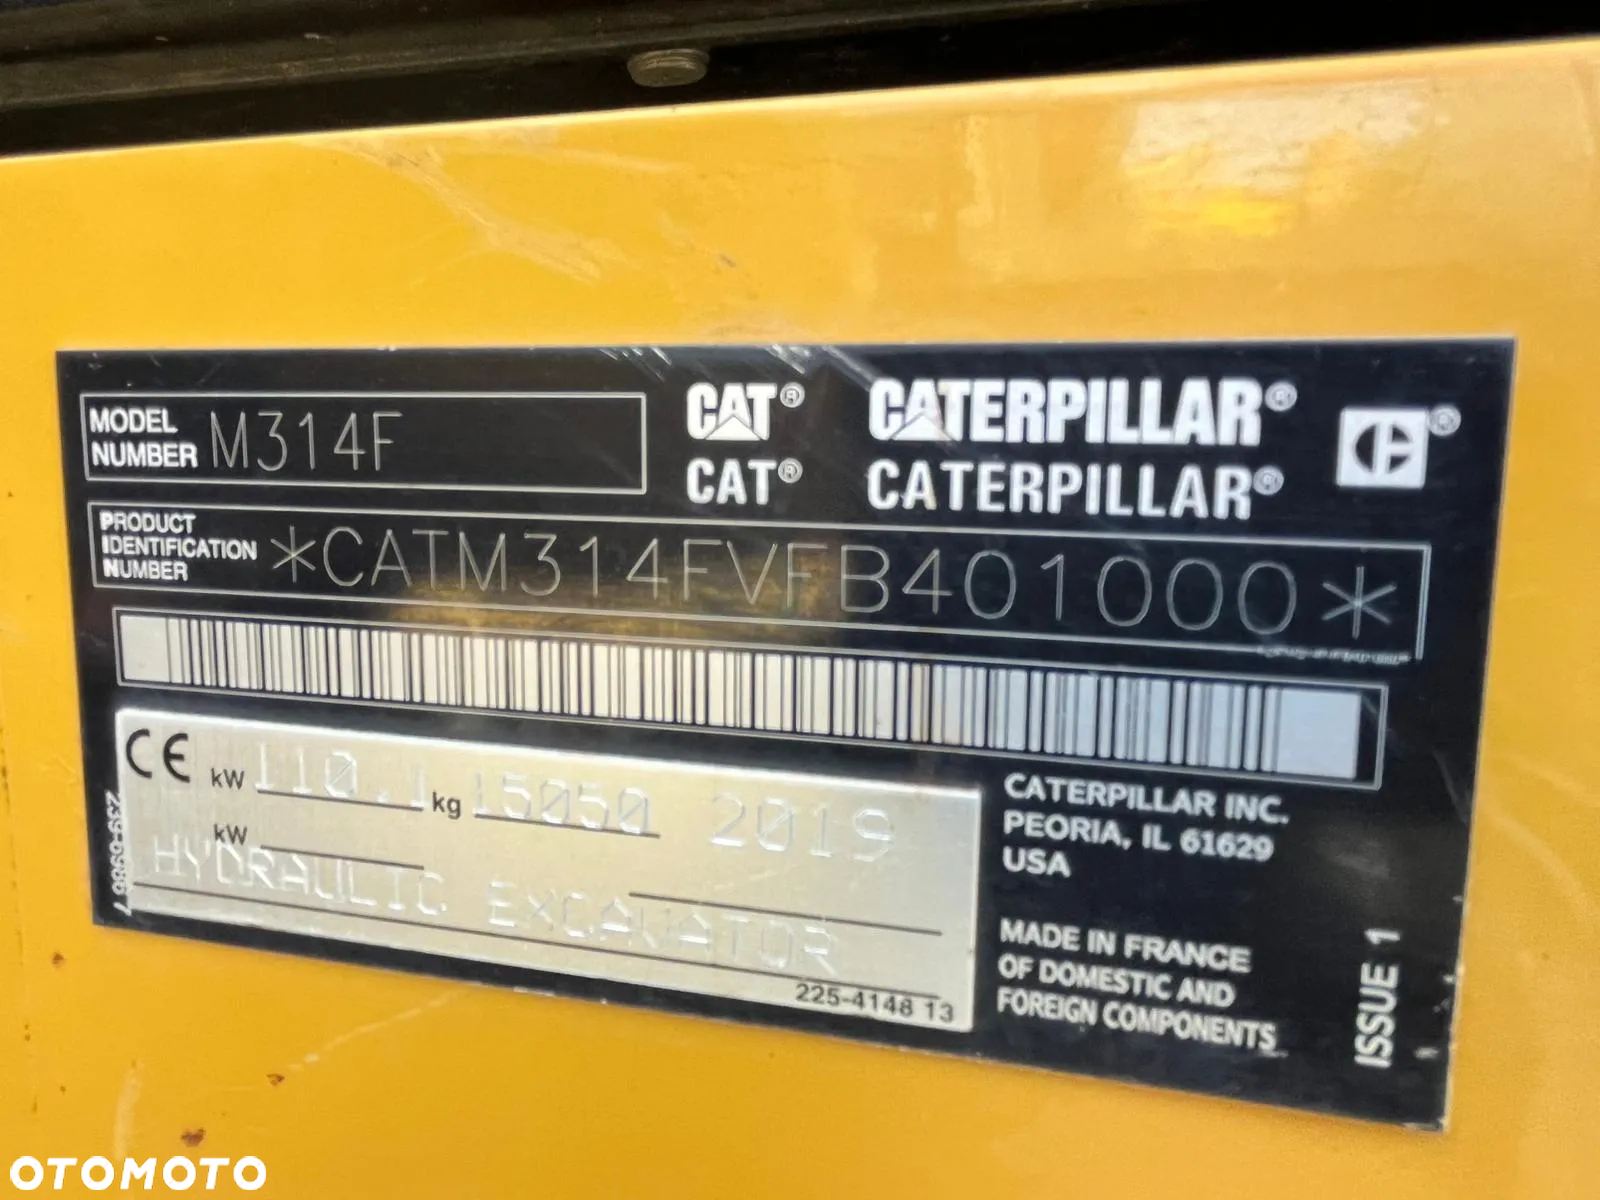 MODEL
NUMBER M314F
CAT® CATERPILLAR®
CAT® CATERPILLAR®
®
PRODUCT
IDENTIFICATION
NUMBER *CATM314FVFB401000*
CE kW 110.1 kg 15050 2019
kW
HYDRAULIC EXCAVATOR
225-4148 13
CATERPILLAR INC.
PEORIA, IL 61629
USA
MADE IN FRANCE
OF DOMESTIC AND
FOREIGN COMPONENTS
ISSUE 1
OTOMOTO